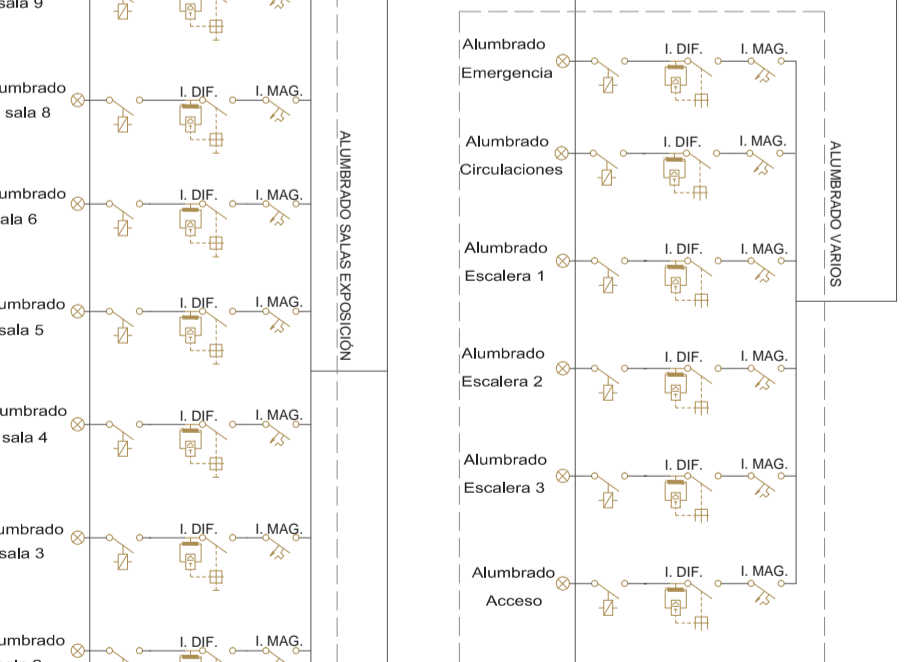 sala 9
umbrado
sala 8
I. DIF.
I. MAG.
umbrado
ala 6
I. DIF.
I. MAG.
umbrado
sala 5
I. DIF.
I. MAG.
umbrado
sala 4
I. DIF.
I. MAG.
umbrado
sala 3
I. DIF.
I. MAG.
umbrado
I. DIF.
I. MAG.
ALUMBRADO SALAS EXPOSICIÓN
Alumbrado
Emergencia
I. DIF.
I. MAG.
Alumbrado
Circulaciones
I. DIF.
I. MAG.
Alumbrado
Escalera 1
I. DIF.
I. MAG.
Alumbrado
Escalera 2
I. DIF.
I. MAG.
Alumbrado
Escalera 3
I. DIF.
I. MAG.
Alumbrado
Acceso
I. DIF.
I. MAG.
ALUMBRADO VARIOS